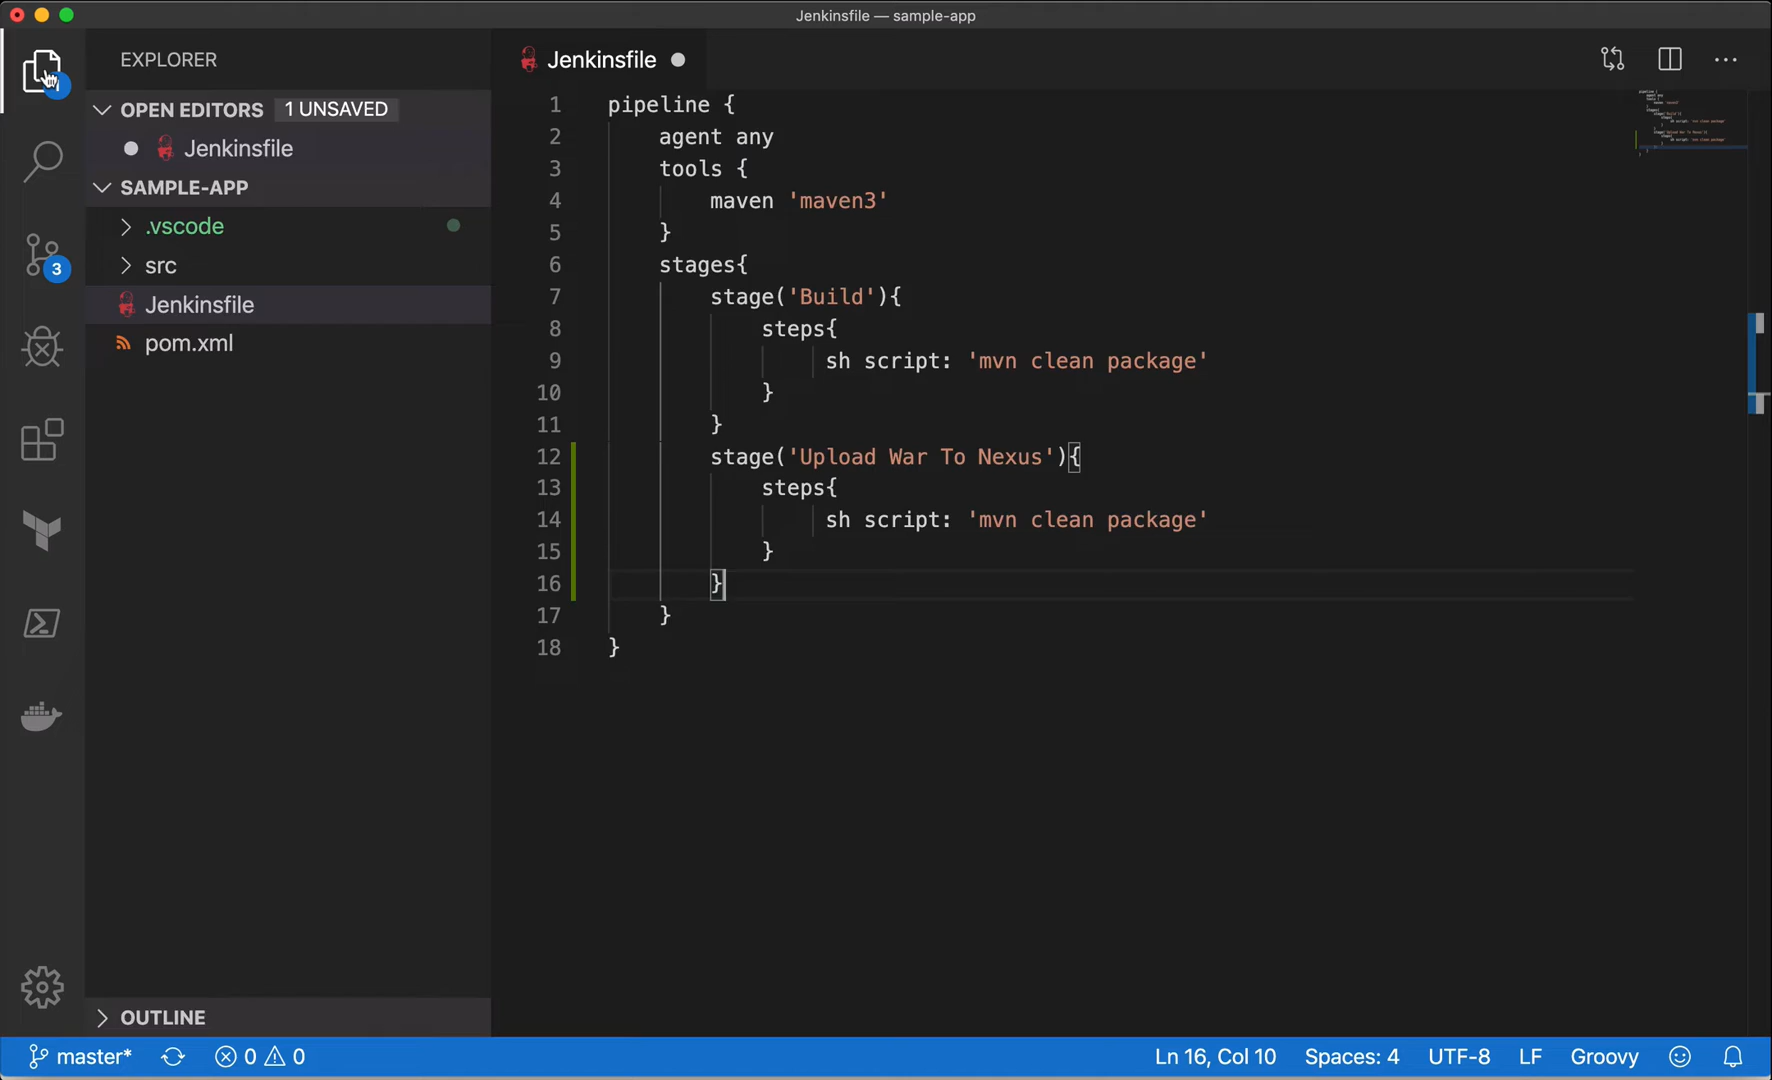 Jenkinsfile — sample-app
EXPLORER
OPEN EDITORS 1 UNSAVED
Jenkinsfile
SAMPLE-APP
.vscode
src
Jenkinsfile
pom.xml
OUTLINE
3
Jenkinsfile
1 pipeline {
2 agent any
3 tools {
4 maven 'maven3'
5 }
6 stages{
7 stage('Build'){
8 steps{
9 sh script: 'mvn clean package'
10 }
11 }
12 stage('Upload War To Nexus'){
13 steps{
14 sh script: 'mvn clean package'
15 }
16 }
17 }
18 }
master* 0 0 Ln 16, Col 10 Spaces: 4 UTF-8 LF Groovy